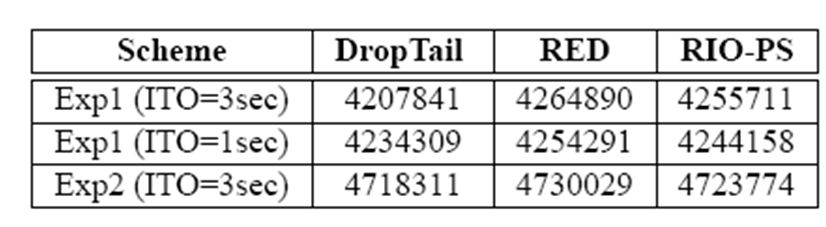 Scheme DropTail RED RIO-PS
Exp1 (ITO=3sec) 4207841 4264890 4255711
Exp1 (ITO=1sec) 4234309 4254291 4244158
Exp2 (ITO=3sec) 4718311 4730029 4723774